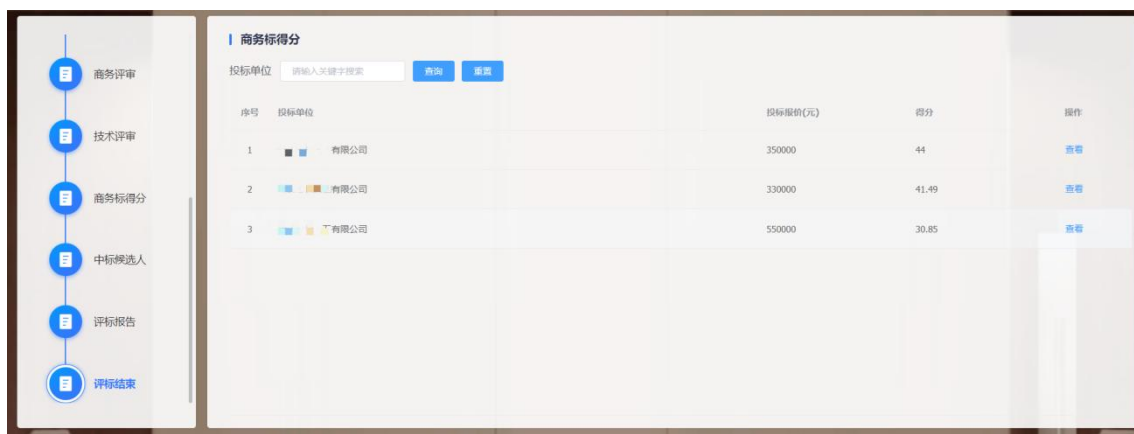 商务评审
技术评审
商务标得分
中标候选人
评标报告
评标结束
商务标得分
投标单位 请输入关键字搜索 查询 重置
序号 投标单位 投标报价(元) 得分 操作
1 有限公司 350000 44 查看
2 有限公司 330000 41.49 查看
3 有限公司 550000 30.85 查看